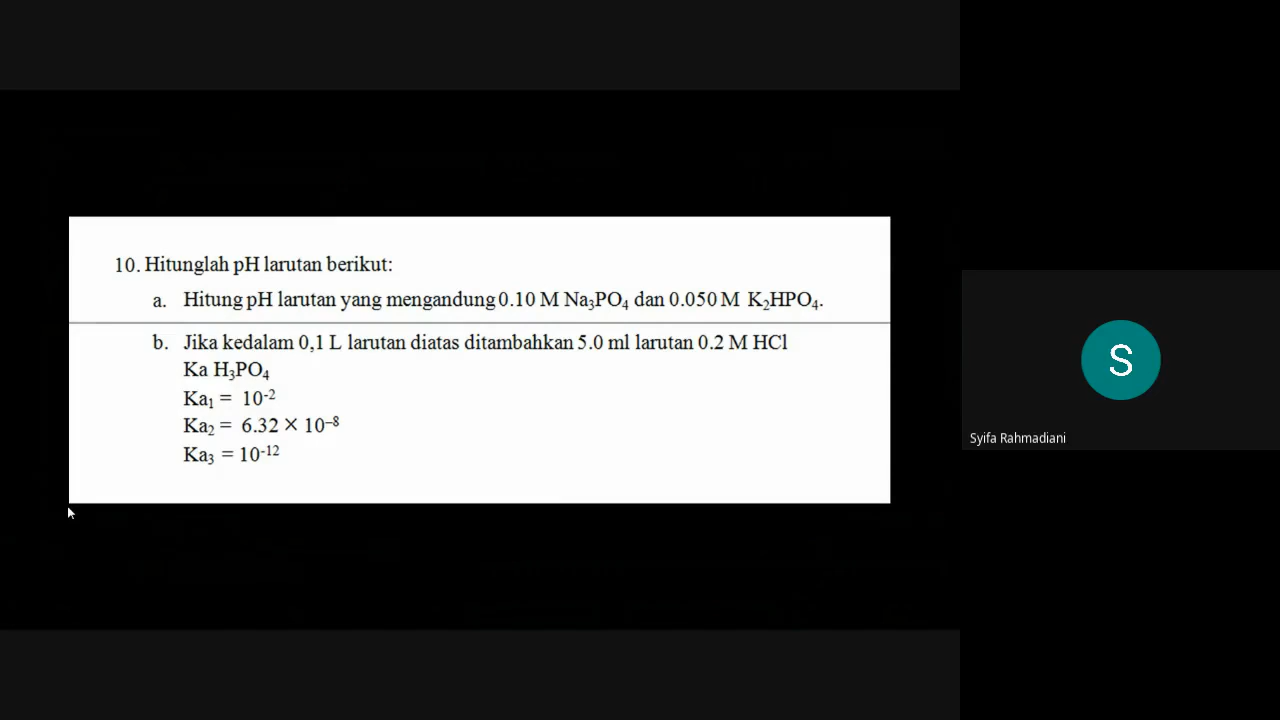 10. Hitunglah pH larutan berikut:
a. Hitung pH larutan yang mengandung 0.10 M Na₃PO₄ dan 0.050 M K₂HPO₄.
b. Jika kedalam 0,1 L larutan diatas ditambahkan 5.0 ml larutan 0.2 M HCl
Ka H₃PO₄
Ka₁ = 10⁻²
Ka₂ = 6.32 × 10⁻⁸
Ka₃ = 10⁻¹²
S
Syifa Rahmadiani